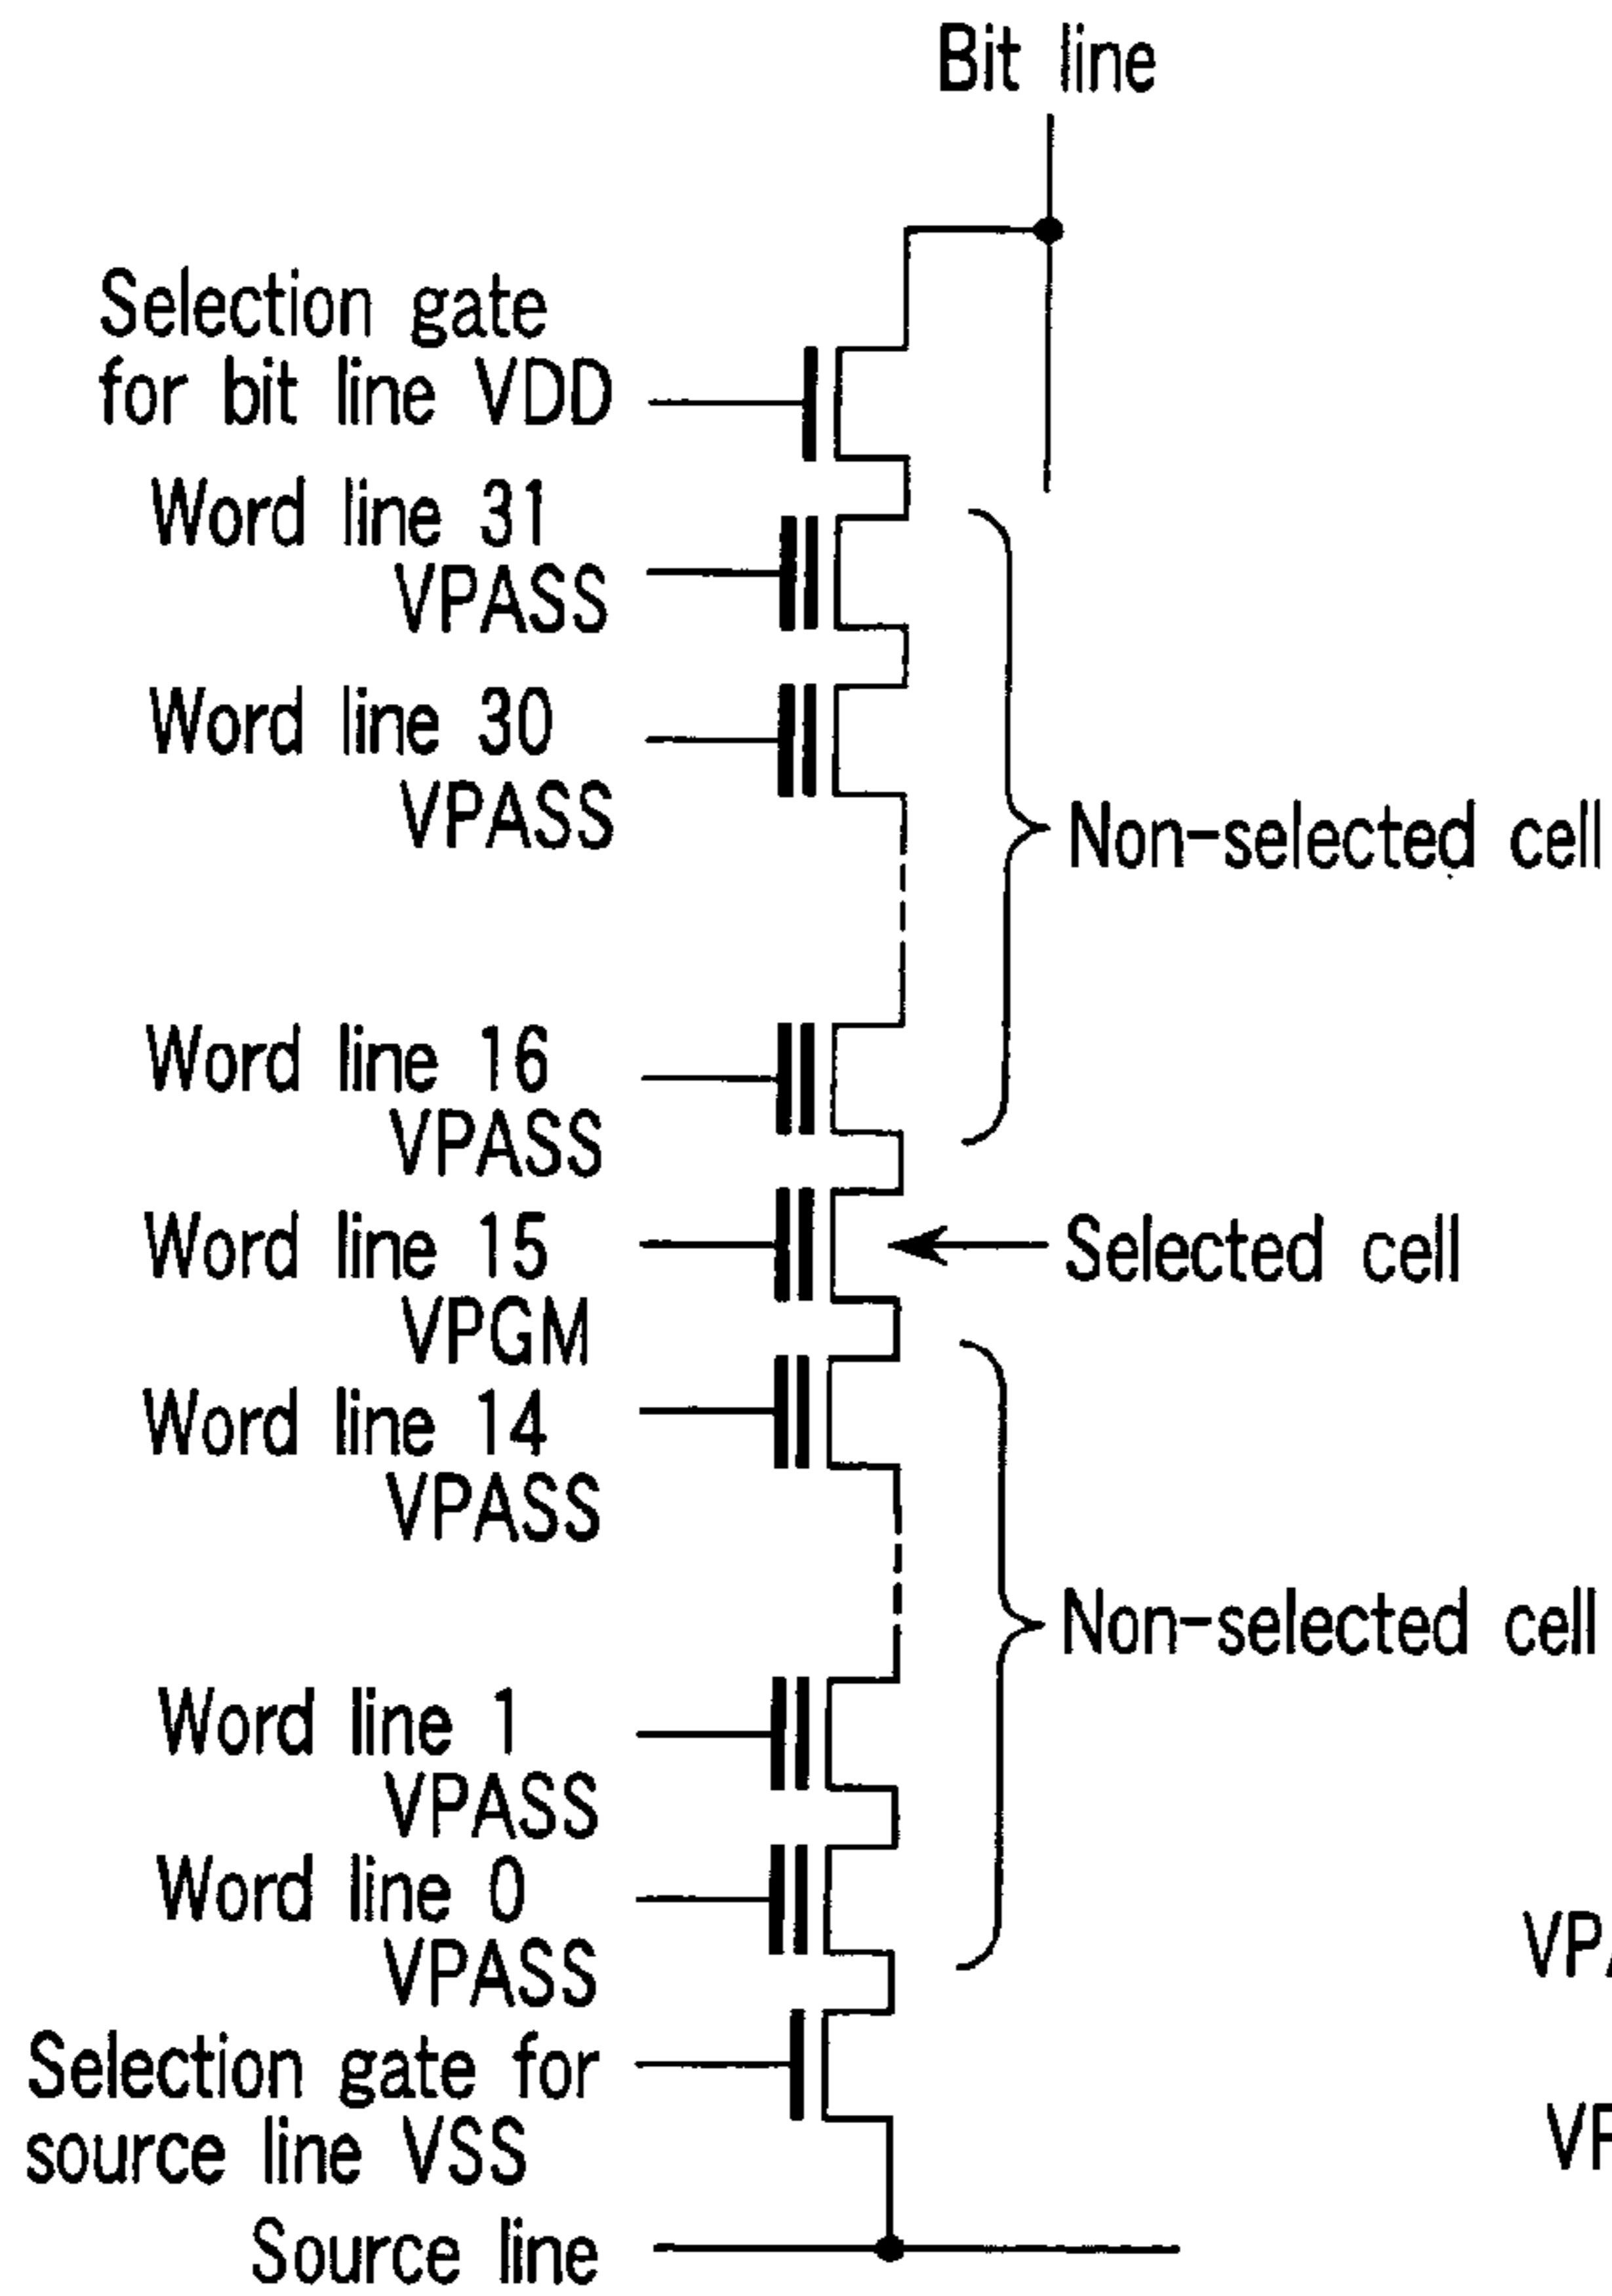 Bit line
Selection gate
for bit line VDD
Word line 31
VPASS
Word line 30
VPASS
Non-selected cell
Word line 16
VPASS
Word line 15
Selected cell
VPGM
Word line 14
VPASS
Non-selected cell
Word line 1
VPASS
Word line 0
VPASS
Selection gate for
source line VSS
Source line